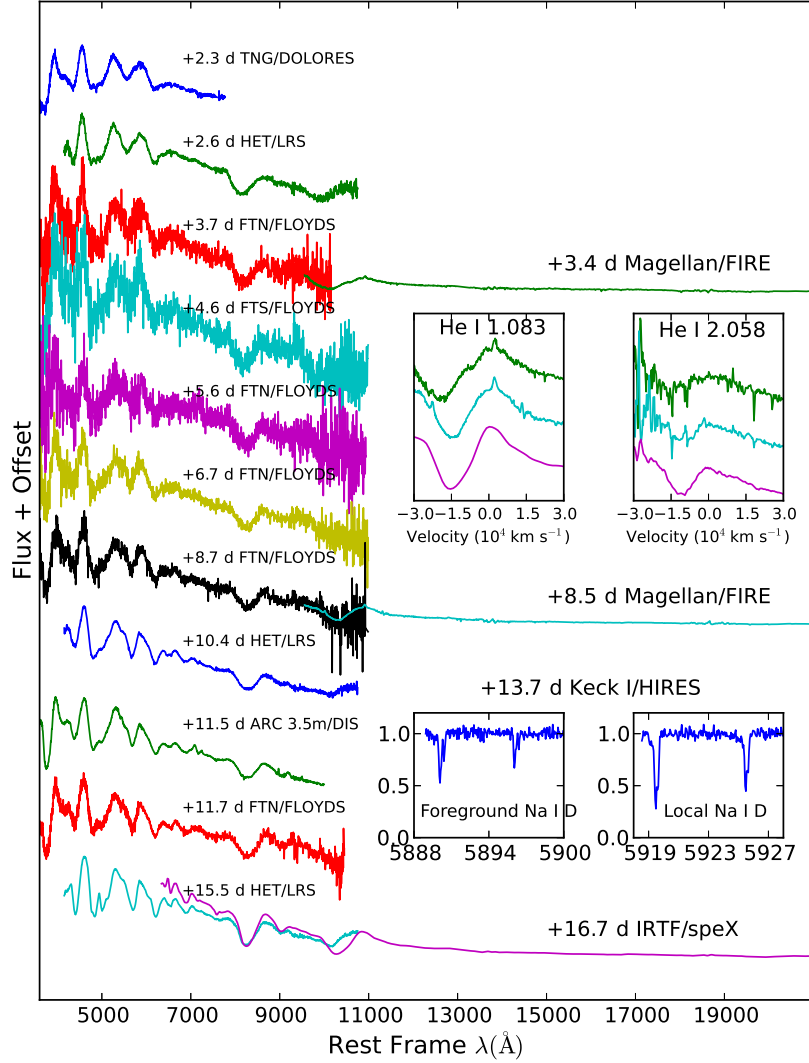 +2.3 d TNG/DOLORES
+2.6 d HET/LRS
+3.7 d FTN/FLOYDS
+3.4 d Magellan/FIRE
+4.6 d FTS/FLOYDS
He I 1.083
He I 2.058
+5.6 d FTN/FLOYDS
Flux + Offset
+6.7 d FTN/FLOYDS
−3.0 −1.5 0.0 1.5 3.0
−3.0 −1.5 0.0 1.5 3.0
Velocity (10⁴ km s⁻¹)
Velocity (10⁴ km s⁻¹)
+8.7 d FTN/FLOYDS
+8.5 d Magellan/FIRE
+10.4 d HET/LRS
+13.7 d Keck I/HIRES
+11.5 d ARC 3.5m/DIS
1.0
0.5
0.0
Foreground Na I D
5888 5894 5900
1.0
0.5
0.0
Local Na I D
5919 5923 5927
+11.7 d FTN/FLOYDS
+15.5 d HET/LRS
+16.7 d IRTF/speX
5000 7000 9000 11000 13000 15000 17000 19000
Rest Frame λ(Å)